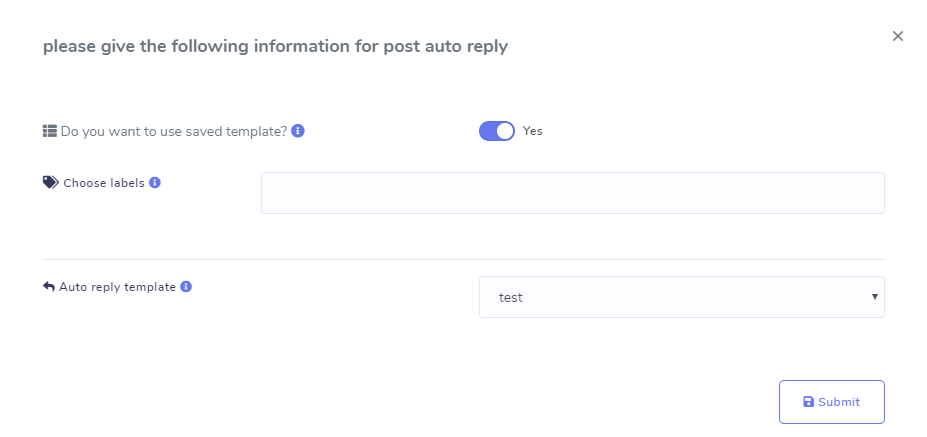 please give the following information for post auto reply
×
Do you want to use saved template?
Yes
Choose labels
Auto reply template
test
Submit